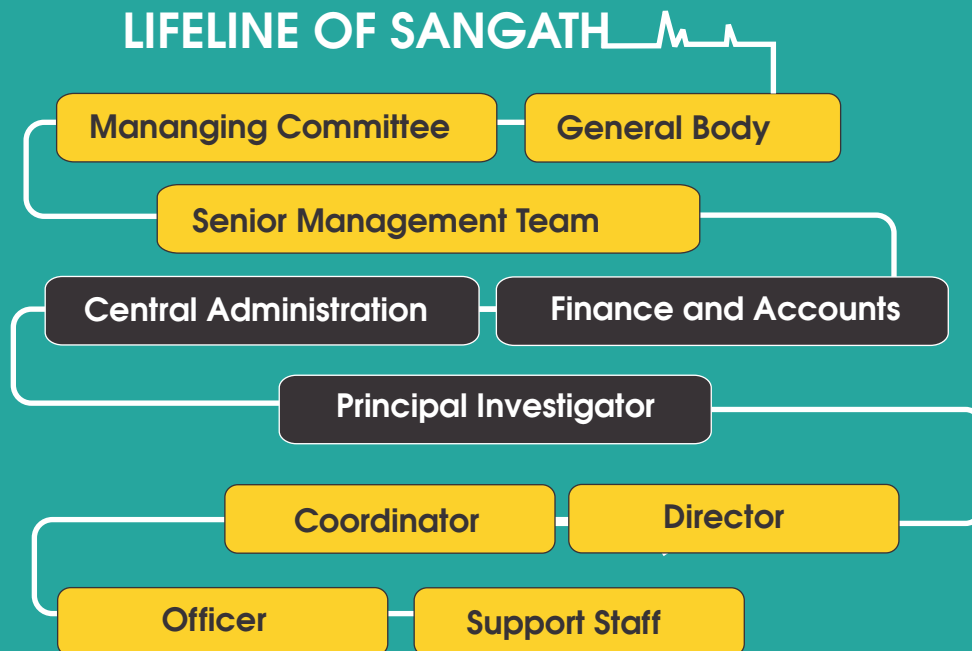 LIFELINE OF SANGATH
Mananging Committee
General Body
Senior Management Team
Central Administration
Finance and Accounts
Principal Investigator
Coordinator
Director
Officer
Support Staff